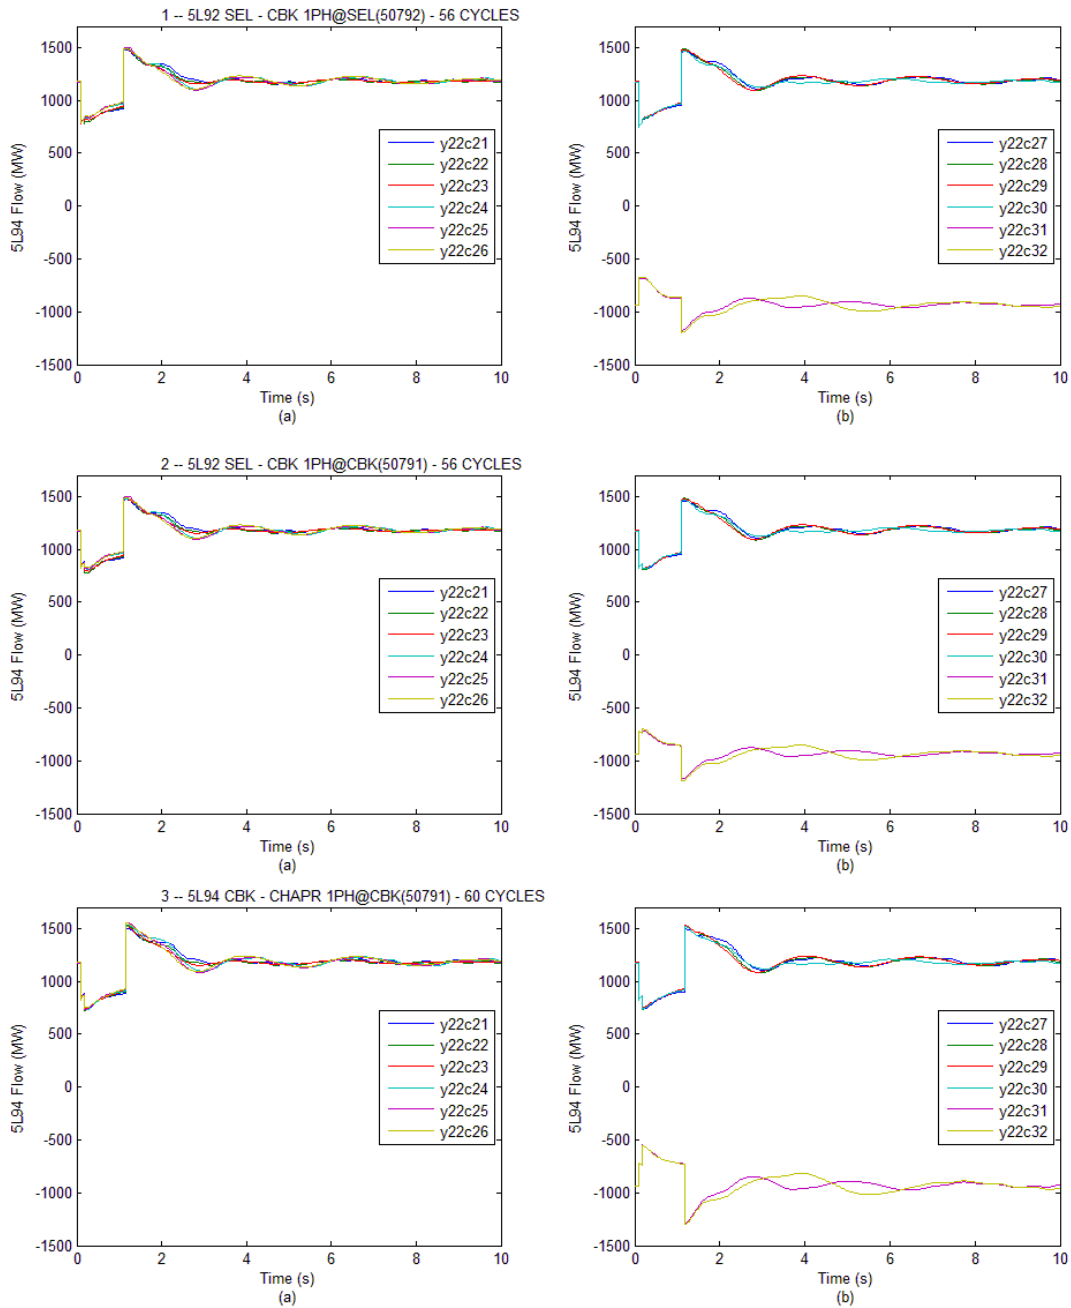 1 -- 5L92 SEL - CBK 1PH@SEL(50792) - 56 CYCLES
1500
1000
500
0
-500
-1000
-1500
5L94 Flow (MW)
y22c21
y22c22
y22c23
y22c24
y22c25
y22c26
0 2 4 6 8 10
Time (s)
(a)
1500
1000
500
0
-500
-1000
-1500
5L94 Flow (MW)
y22c27
y22c28
y22c29
y22c30
y22c31
y22c32
0 2 4 6 8 10
Time (s)
(b)
2 -- 5L92 SEL - CBK 1PH@CBK(50791) - 56 CYCLES
1500
1000
500
0
-500
-1000
-1500
5L94 Flow (MW)
y22c21
y22c22
y22c23
y22c24
y22c25
y22c26
0 2 4 6 8 10
Time (s)
(a)
1500
1000
500
0
-500
-1000
-1500
5L94 Flow (MW)
y22c27
y22c28
y22c29
y22c30
y22c31
y22c32
0 2 4 6 8 10
Time (s)
(b)
3 -- 5L94 CBK - CHAPR 1PH@CBK(50791) - 60 CYCLES
1500
1000
500
0
-500
-1000
-1500
5L94 Flow (MW)
y22c21
y22c22
y22c23
y22c24
y22c25
y22c26
0 2 4 6 8 10
Time (s)
(a)
1500
1000
500
0
-500
-1000
-1500
5L94 Flow (MW)
y22c27
y22c28
y22c29
y22c30
y22c31
y22c32
0 2 4 6 8 10
Time (s)
(b)